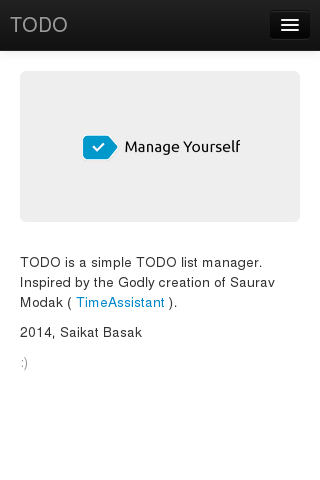 TODO
Manage Yourself
TODO is a simple TODO list manager.
Inspired by the Godly creation of Saurav
Modak ( TimeAssistant ).
2014, Saikat Basak
:)